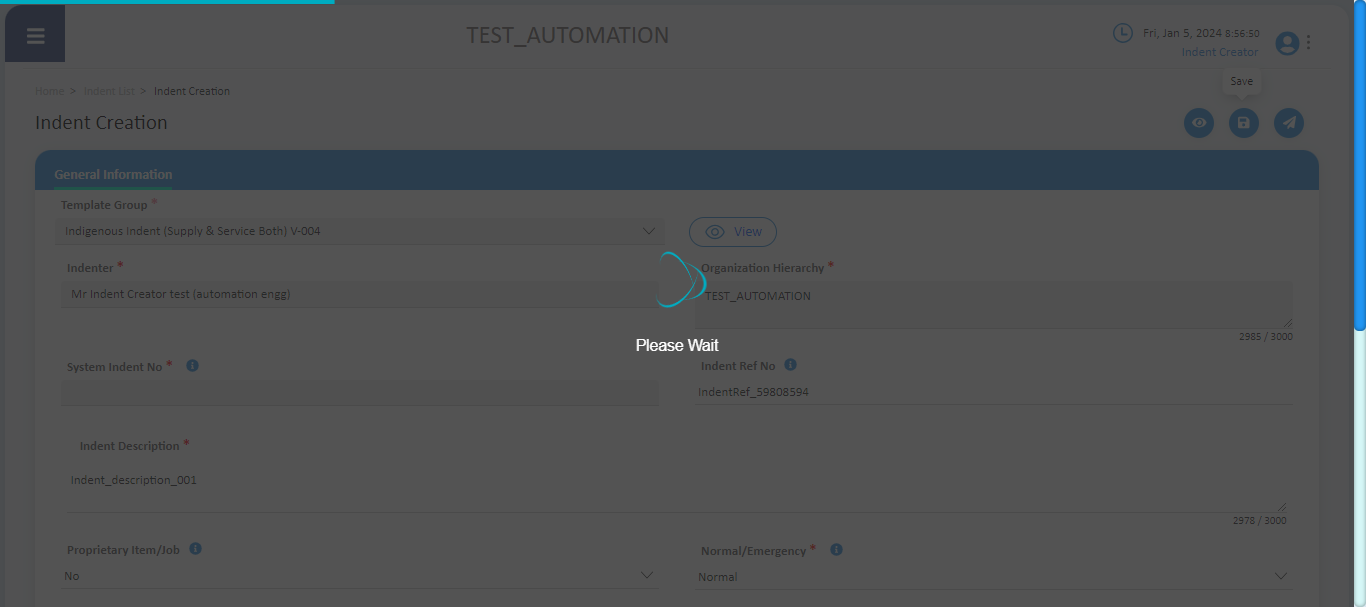 TEST_AUTOMATION
Fri, Jan 5, 2024 8:56:50
Indent Creator
Home > Indent List > Indent Creation
Save
Indent Creation
General Information
Template Group *
Indigenous Indent (Supply & Service Both) V-004
View
Indenter *
Organization Hierarchy *
Mr Indent Creator test (automation engg)
TEST_AUTOMATION
2985 / 3000
Please Wait
System Indent No *
Indent Ref No
IndentRef_59808594
Indent Description *
Indent_description_001
2978 / 3000
Proprietary Item/Job
Normal/Emergency *
No
Normal